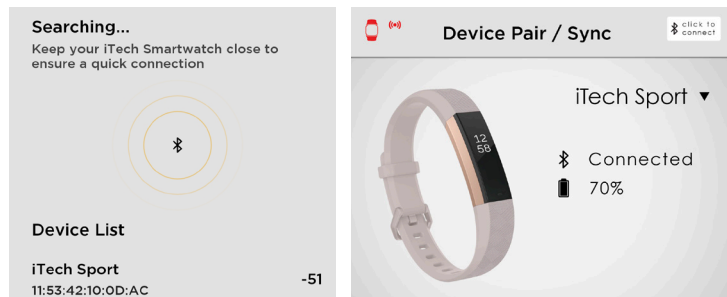 Searching...
Keep your iTech Smartwatch close to
ensure a quick connection
Device List
iTech Sport
11:53:42:10:0D:AC
-51
Device Pair / Sync
click to
connect
iTech Sport
12
58
Connected
70%